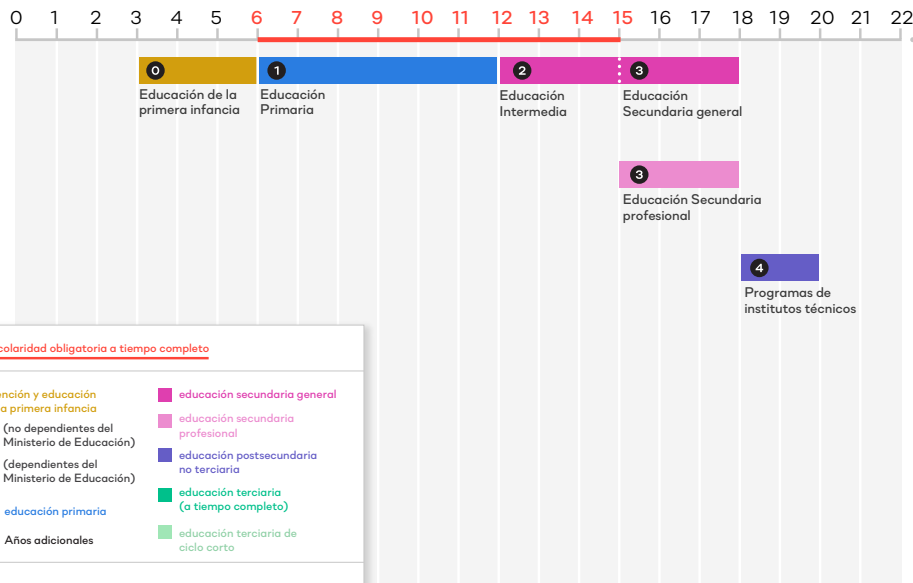 0 1 2 3 4 5 6 7 8 9 10 11 12 13 14 15 16 17 18 19 20 21 22
0 1 2 3
Educación de la
primera infancia
Educación
Primaria
Educación
Intermedia
Educación
Secundaria general
3
Educación Secundaria
profesional
4
Programas de
institutos técnicos
colaridad obligatoria a tiempo completo
nción y educación
a primera infancia
(no dependientes del
Ministerio de Educación)
(dependientes del
Ministerio de Educación)
educación primaria
Años adicionales
educación secundaria general
educación secundaria
profesional
educación postsecundaria
no terciaria
educación terciaria
(a tiempo completo)
educación terciaria de
ciclo corto